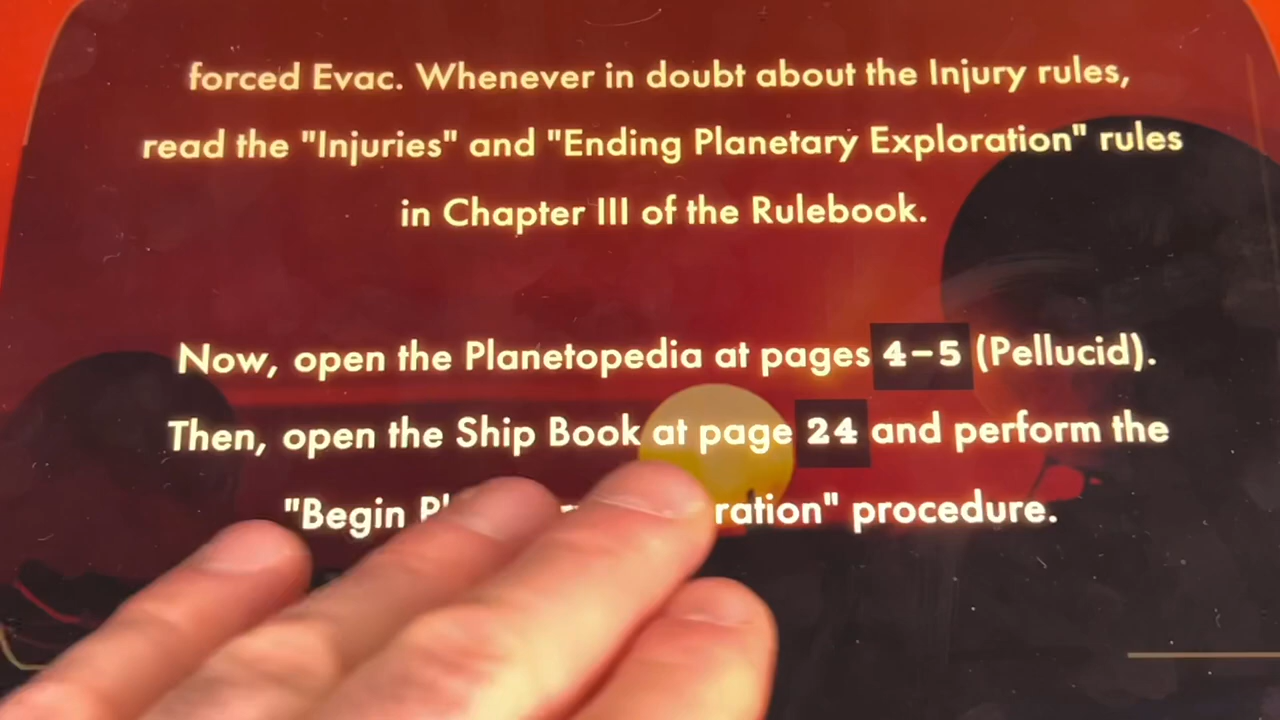 forced Evac. Whenever in doubt about the Injury rules,
read the "Injuries" and "Ending Planetary Exploration" rules
in Chapter III of the Rulebook.
Now, open the Planetopedia at pages 4-5 (Pellucid).
Then, open the Ship Book at page 24 and perform the
"Begin ration" procedure.